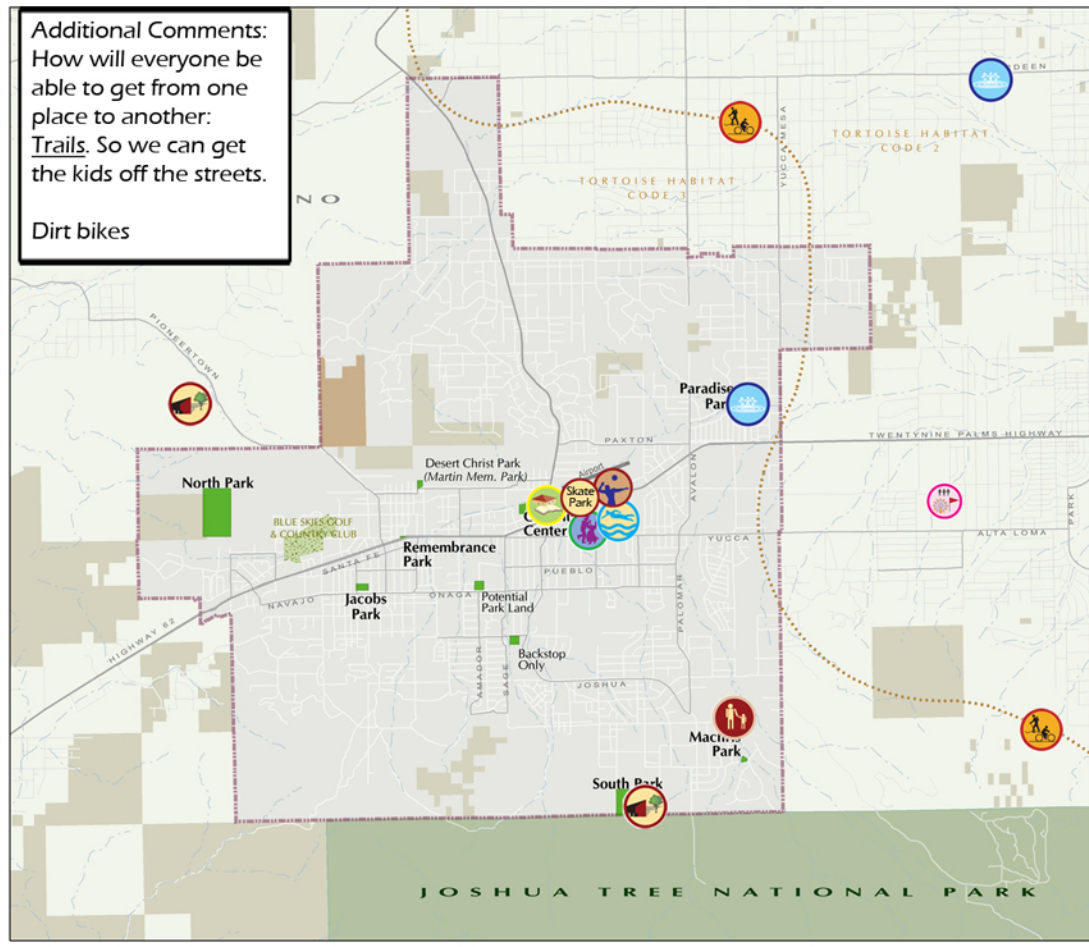 Additional Comments:
How will everyone be
able to get from one
place to another:
Trails. So we can get
the kids off the streets.
Dirt bikes
NO
YUCCA MESA
TORTOISE HABITAT
CODE 2
TORTOISE HABITAT
CODE 3
PIONEERTOWN
Paradise
PAXTON
TWENTYNINE PALMS HIGHWAY
AVALON
Desert Christ Park
(Martin Mem. Park)
Airport
North Park
Skate
Park
Center
BLUE SKIES GOLF
& COUNTRY CLUB
Remembrance
Park
SANTA FE
YUCCA
ALTA LOMA
PARK
PUEBLO
NAVAJO
Jacobs
Park
ONAGA
Potential
Park Land
PALOMAR
HIGHWAY 62
AMADOR
SAGE
Backstop
Only
JOSHUA
Park
South Park
JOSHUA TREE NATIONAL PARK